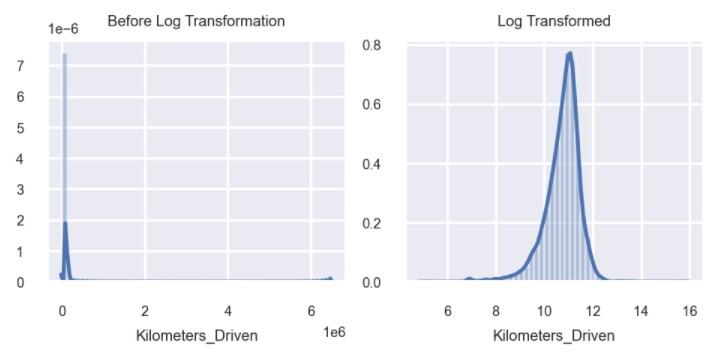 Before Log Transformation
1e−6
7
6
5
4
3
2
1
0
0 2 4 6
1e6
Kilometers_Driven
Log Transformed
0.8
0.6
0.4
0.2
0.0
6 8 10 12 14 16
Kilometers_Driven